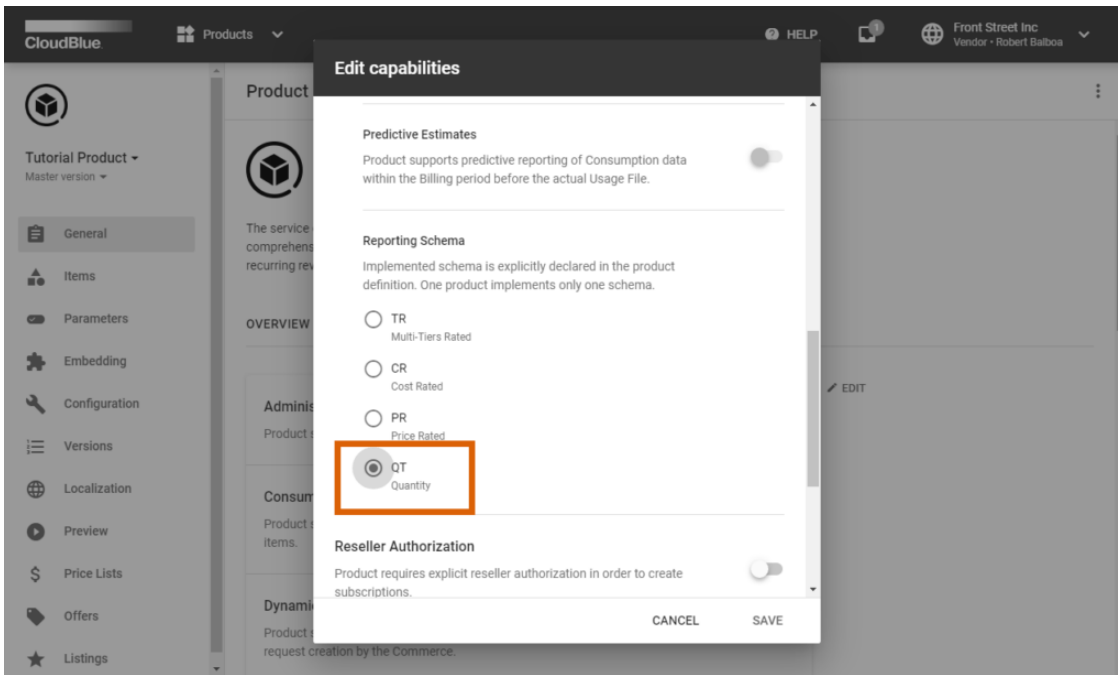 CloudBlue.
Products
HELP
1
Front Street Inc
Vendor • Robert Balboa
Tutorial Product
Master version
General
Items
Parameters
Embedding
Configuration
Versions
Localization
Preview
Price Lists
Offers
Listings
Product
The service
comprehens
recurring rev
OVERVIEW
EDIT
Adminis
Product s
Consum
Product s
items.
Dynami
Product s
request creation by the Commerce.
Edit capabilities
Predictive Estimates
Product supports predictive reporting of Consumption data
within the Billing period before the actual Usage File.
Reporting Schema
Implemented schema is explicitly declared in the product
definition. One product implements only one schema.
TR
Multi-Tiers Rated
CR
Cost Rated
PR
Price Rated
QT
Quantity
Reseller Authorization
Product requires explicit reseller authorization in order to create
subscriptions.
CANCEL
SAVE